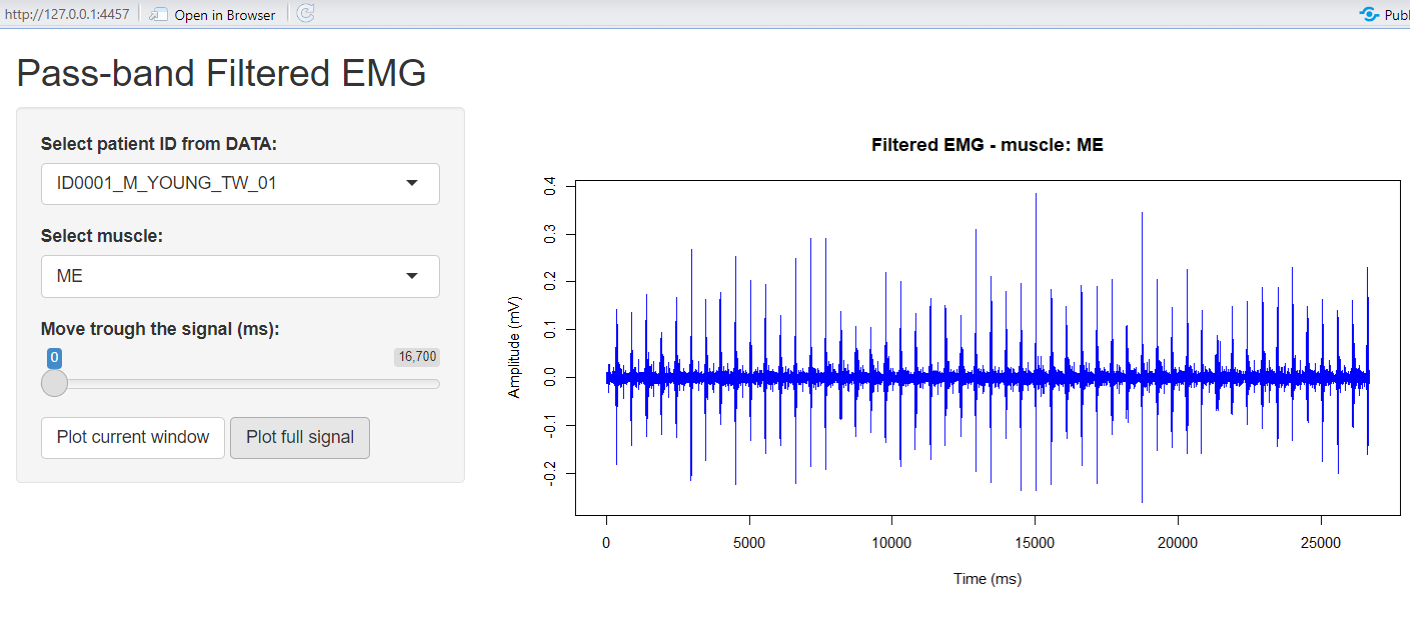 http://127.0.0.1:4457 Open in Browser Publ
Pass-band Filtered EMG
Select patient ID from DATA:
ID0001_M_YOUNG_TW_01
Select muscle:
ME
Move trough the signal (ms):
0 16,700
Plot current window Plot full signal
Filtered EMG - muscle: ME
Amplitude (mV)
0.4
0.3
0.2
0.1
0.0
-0.1
-0.2
0 5000 10000 15000 20000 25000
Time (ms)